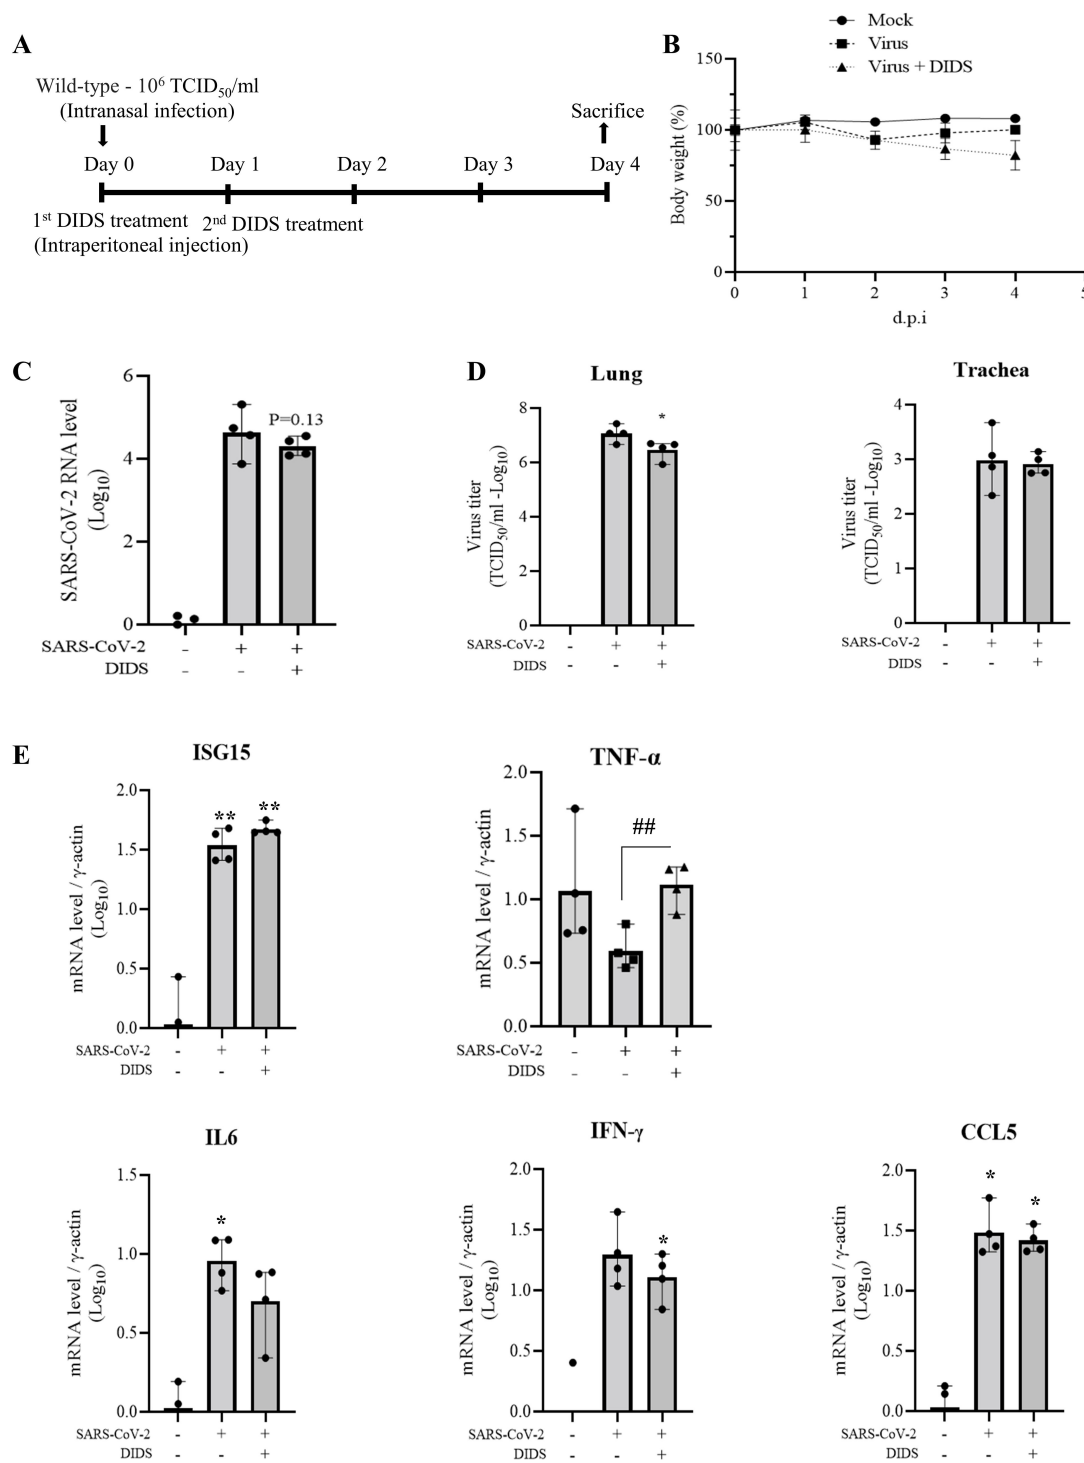 A
Wild-type - 10⁶ TCID₅₀/ml
(Intranasal infection)
Sacrifice
Day 0 Day 1 Day 2 Day 3 Day 4
1ˢᵗ DIDS treatment 2ⁿᵈ DIDS treatment
(Intraperitoneal injection)
B
Mock
Virus
Virus + DIDS
Body weight (%)
150
100
50
0
0 1 2 3 4 5
d.p.i
C
SARS-CoV-2 RNA level
(Log₁₀)
6
4
2
0
P=0.13
SARS-CoV-2 - + +
DIDS - - +
D
Lung
Virus titer
(TCID₅₀/ml -Log₁₀)
8
6
4
2
0
*
SARS-CoV-2 - + +
DIDS - - +
Trachea
Virus titer
(TCID₅₀/ml -Log₁₀)
4
3
2
1
0
SARS-CoV-2 - + +
DIDS - - +
E
ISG15
mRNA level / γ-actin
(Log₁₀)
2.0
1.5
1.0
0.5
0.0
** **
SARS-CoV-2 - + +
DIDS - - +
TNF-α
mRNA level / γ-actin
2.0
1.5
1.0
0.5
0.0
##
SARS-CoV-2 - + +
DIDS - - +
IL6
mRNA level / γ-actin
(Log₁₀)
1.5
1.0
0.5
0.0
*
SARS-CoV-2 - + +
DIDS - - +
IFN-γ
mRNA level / γ-actin
(Log₁₀)
2.0
1.5
1.0
0.5
0.0
*
SARS-CoV-2 - + +
DIDS - - +
CCL5
mRNA level / γ-actin
(Log₁₀)
2.0
1.5
1.0
0.5
0.0
* *
SARS-CoV-2 - + +
DIDS - - +